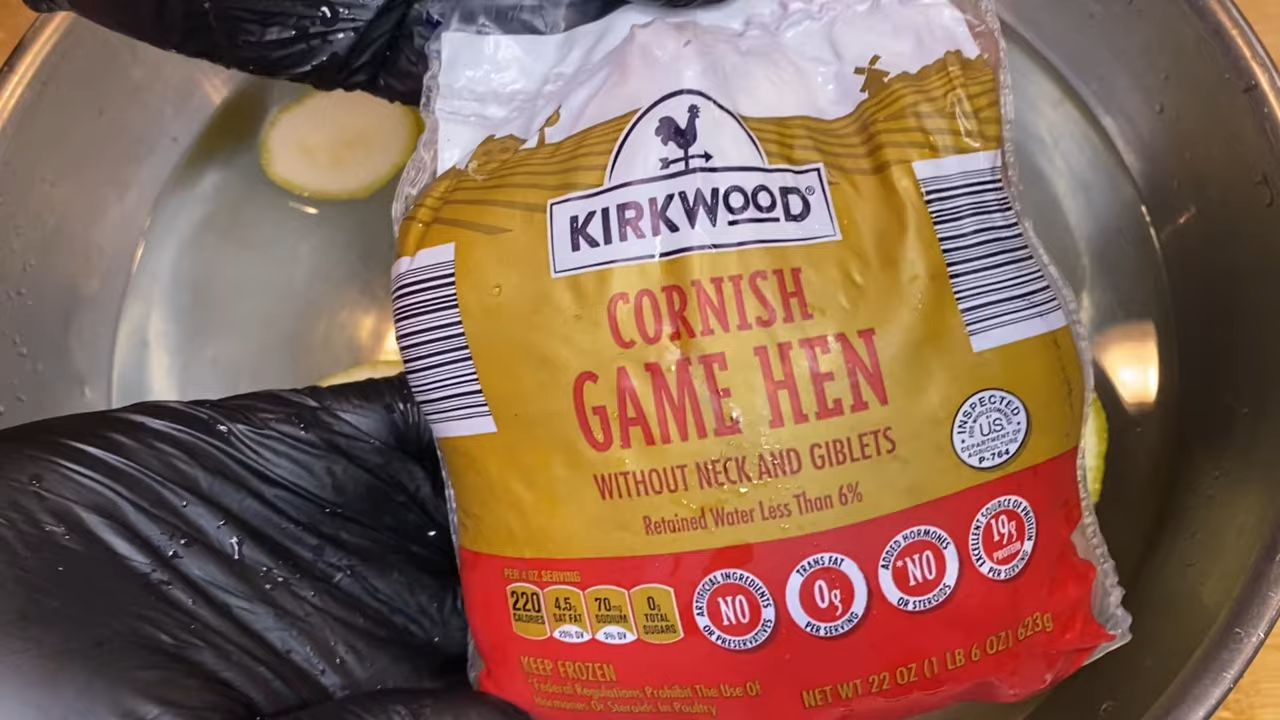 KIRKWOOD®
CORNISH
GAME HEN
WITHOUT NECK AND GIBLETS
Retained Water Less Than 6%
INSPECTED
FOR WHOLESOMENESS
BY
U.S.
DEPARTMENT OF
AGRICULTURE
P-764
PER 4 OZ SERVING
220
CALORIES
4.5g
SAT FAT
23% DV
70mg
SODIUM
3% DV
0g
TOTAL
SUGARS
ARTIFICIAL INGREDIENTS
NO
OR PRESERVATIVES
TRANS FAT
0g
PER SERVING
ADDED HORMONES
*NO
OR STEROIDS
EXCELLENT SOURCE OF PROTEIN
19g
PROTEIN
PER SERVING
KEEP FROZEN
*Federal Regulations Prohibit The Use Of
Hormones Or Steroids In Poultry
NET WT 22 OZ (1 LB 6 OZ) 623g